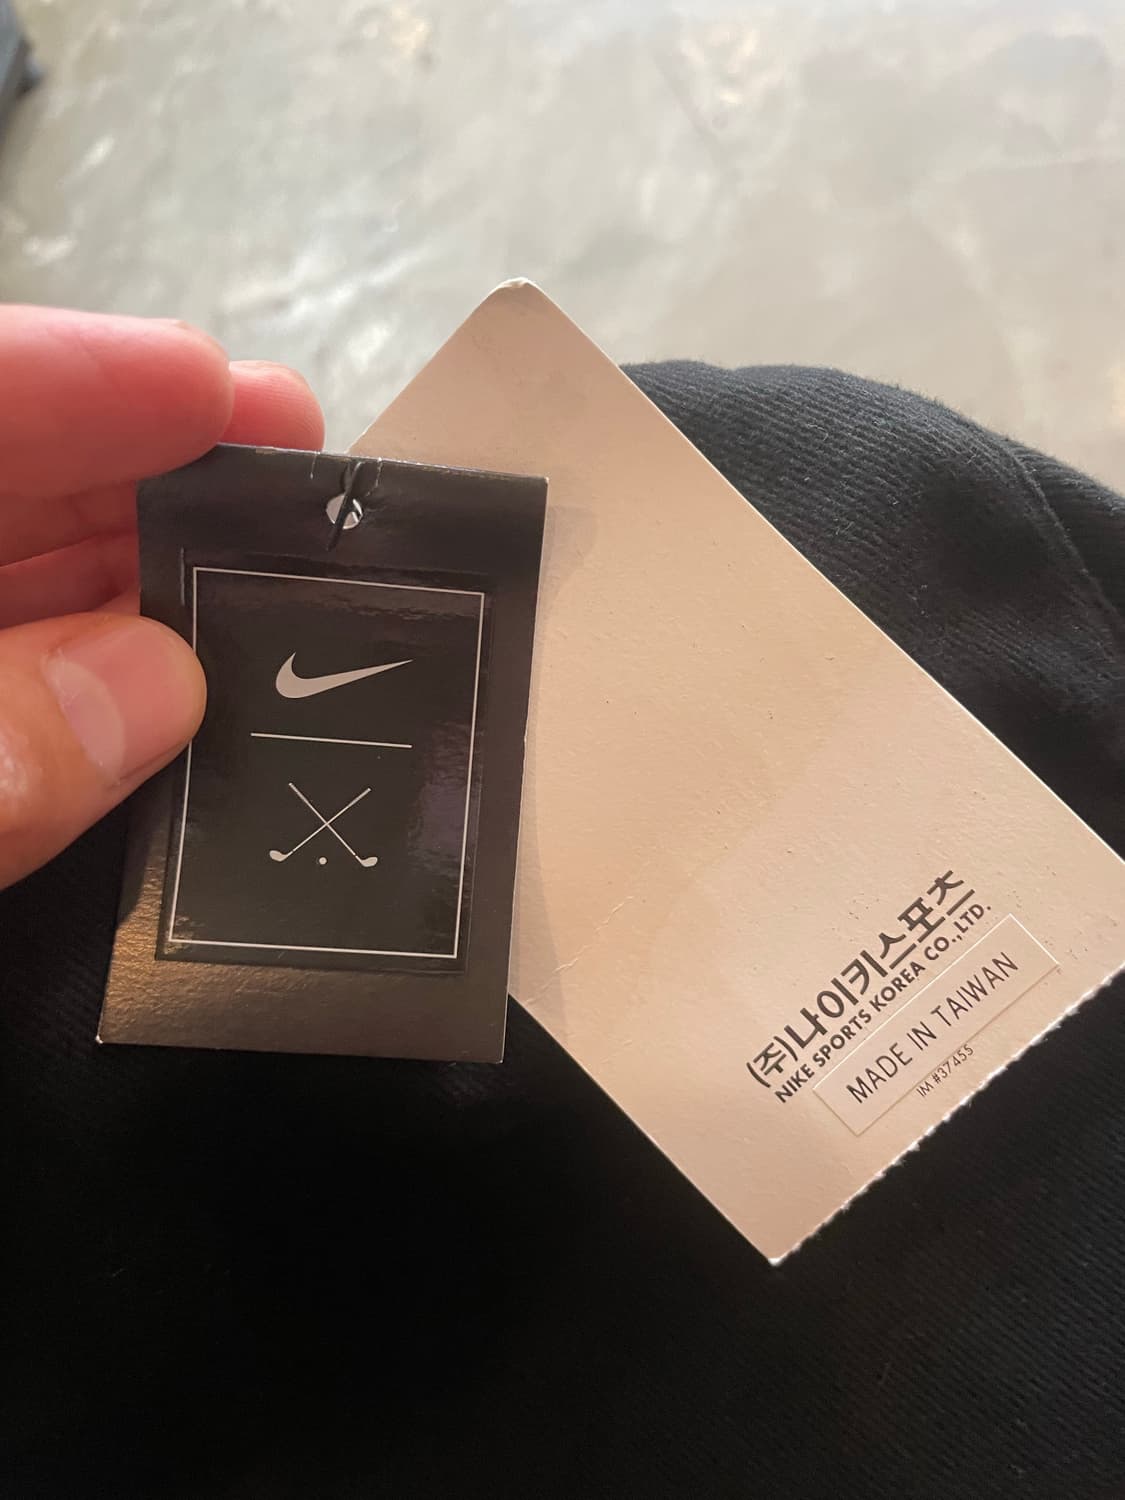 (주)나이키스포츠
NIKE SPORTS KOREA CO.,LTD.
MADE IN TAIWAN
IM #37455